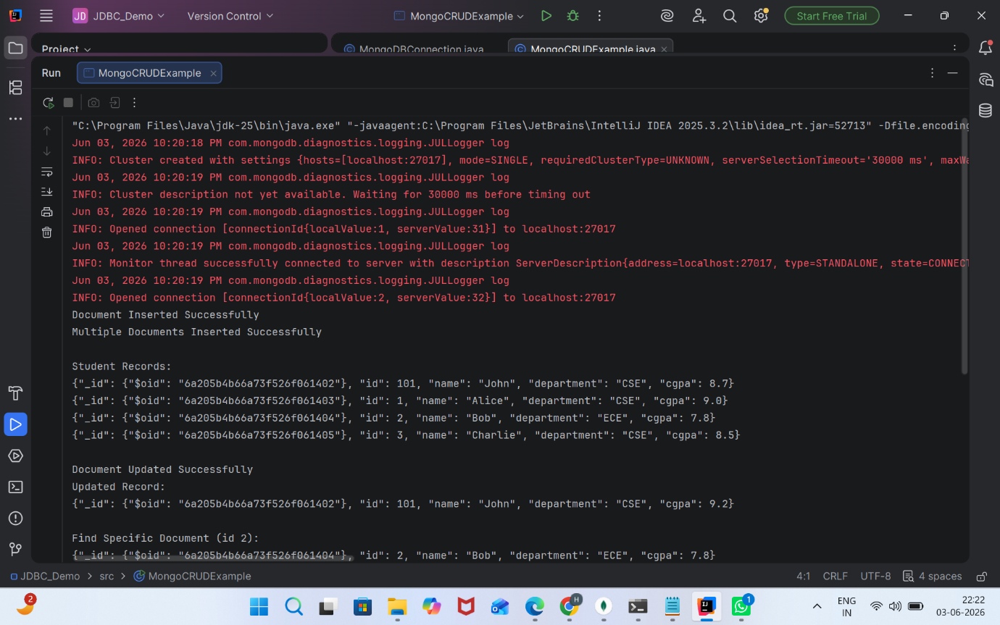 JD JDBC_Demo Version Control MongoCRUDExample Start Free Trial
Project MongoDBConnection.java MongoCRUDExample.java
Run MongoCRUDExample
"C:\Program Files\Java\jdk-25\bin\java.exe" "-javaagent:C:\Program Files\JetBrains\IntelliJ IDEA 2025.3.2\lib\idea_rt.jar=52713" -Dfile.encoding
Jun 03, 2026 10:20:18 PM com.mongodb.diagnostics.logging.JULLogger log
INFO: Cluster created with settings {hosts=[localhost:27017], mode=SINGLE, requiredClusterType=UNKNOWN, serverSelectionTimeout='30000 ms', maxWa
Jun 03, 2026 10:20:19 PM com.mongodb.diagnostics.logging.JULLogger log
INFO: Cluster description not yet available. Waiting for 30000 ms before timing out
Jun 03, 2026 10:20:19 PM com.mongodb.diagnostics.logging.JULLogger log
INFO: Opened connection [connectionId{localValue:1, serverValue:31}] to localhost:27017
Jun 03, 2026 10:20:19 PM com.mongodb.diagnostics.logging.JULLogger log
INFO: Monitor thread successfully connected to server with description ServerDescription{address=localhost:27017, type=STANDALONE, state=CONNECT
Jun 03, 2026 10:20:19 PM com.mongodb.diagnostics.logging.JULLogger log
INFO: Opened connection [connectionId{localValue:2, serverValue:32}] to localhost:27017
Document Inserted Successfully
Multiple Documents Inserted Successfully
Student Records:
{"_id": {"$oid": "6a205b4b66a73f526f061402"}, "id": 101, "name": "John", "department": "CSE", "cgpa": 8.7}
{"_id": {"$oid": "6a205b4b66a73f526f061403"}, "id": 1, "name": "Alice", "department": "CSE", "cgpa": 9.0}
{"_id": {"$oid": "6a205b4b66a73f526f061404"}, "id": 2, "name": "Bob", "department": "ECE", "cgpa": 7.8}
{"_id": {"$oid": "6a205b4b66a73f526f061405"}, "id": 3, "name": "Charlie", "department": "CSE", "cgpa": 8.5}
Document Updated Successfully
Updated Record:
{"_id": {"$oid": "6a205b4b66a73f526f061402"}, "id": 101, "name": "John", "department": "CSE", "cgpa": 9.2}
Find Specific Document (id 2):
{"_id": {"$oid": "6a205b4b66a73f526f061404"}, "id": 2, "name": "Bob", "department": "ECE", "cgpa": 7.8}
JDBC_Demo > src > MongoCRUDExample 4:1 CRLF UTF-8 4 spaces
2 H 1 ENG 22:22
IN 03-06-2026